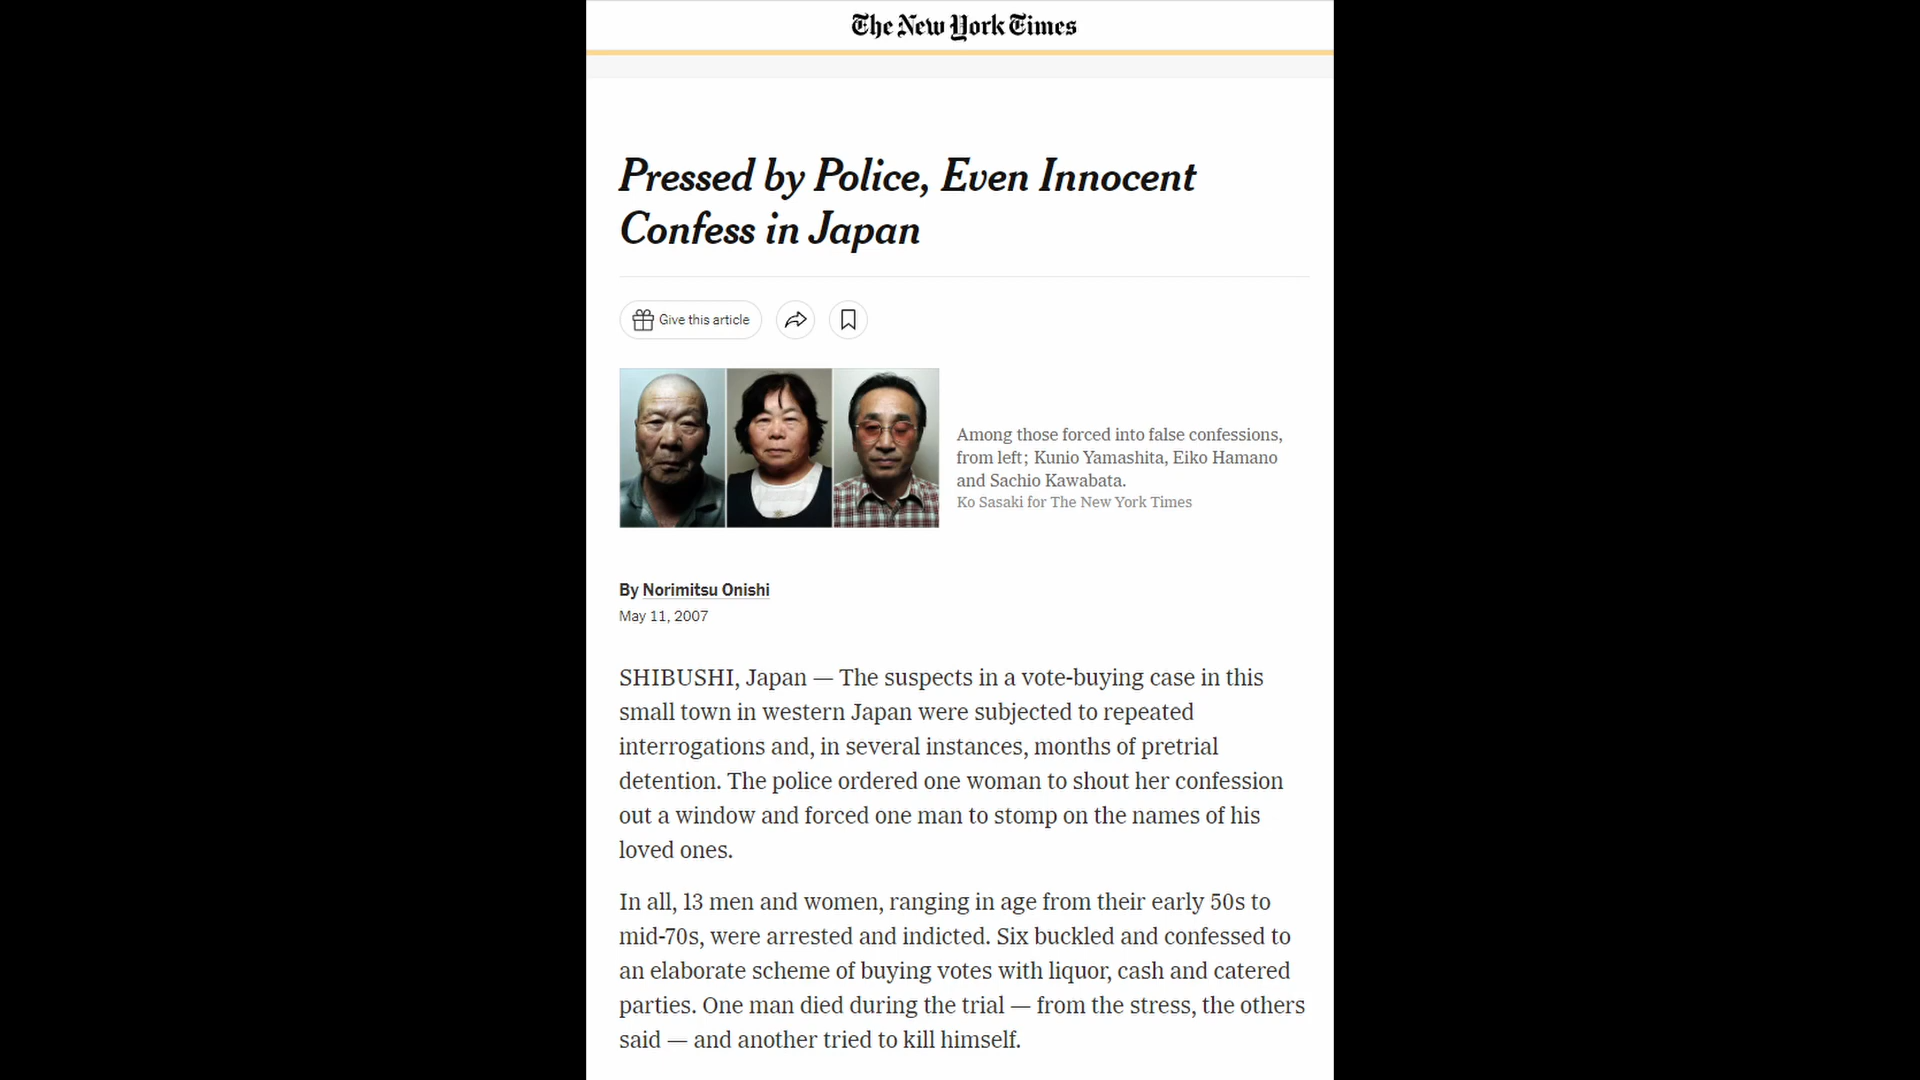 The New York Times
Pressed by Police, Even Innocent
Confess in Japan
Give this article
Among those forced into false confessions,
from left; Kunio Yamashita, Eiko Hamano
and Sachio Kawabata.
Ko Sasaki for The New York Times
By Norimitsu Onishi
May 11, 2007
SHIBUSHI, Japan — The suspects in a vote-buying case in this
small town in western Japan were subjected to repeated
interrogations and, in several instances, months of pretrial
detention. The police ordered one woman to shout her confession
out a window and forced one man to stomp on the names of his
loved ones.
In all, 13 men and women, ranging in age from their early 50s to
mid-70s, were arrested and indicted. Six buckled and confessed to
an elaborate scheme of buying votes with liquor, cash and catered
parties. One man died during the trial — from the stress, the others
said — and another tried to kill himself.